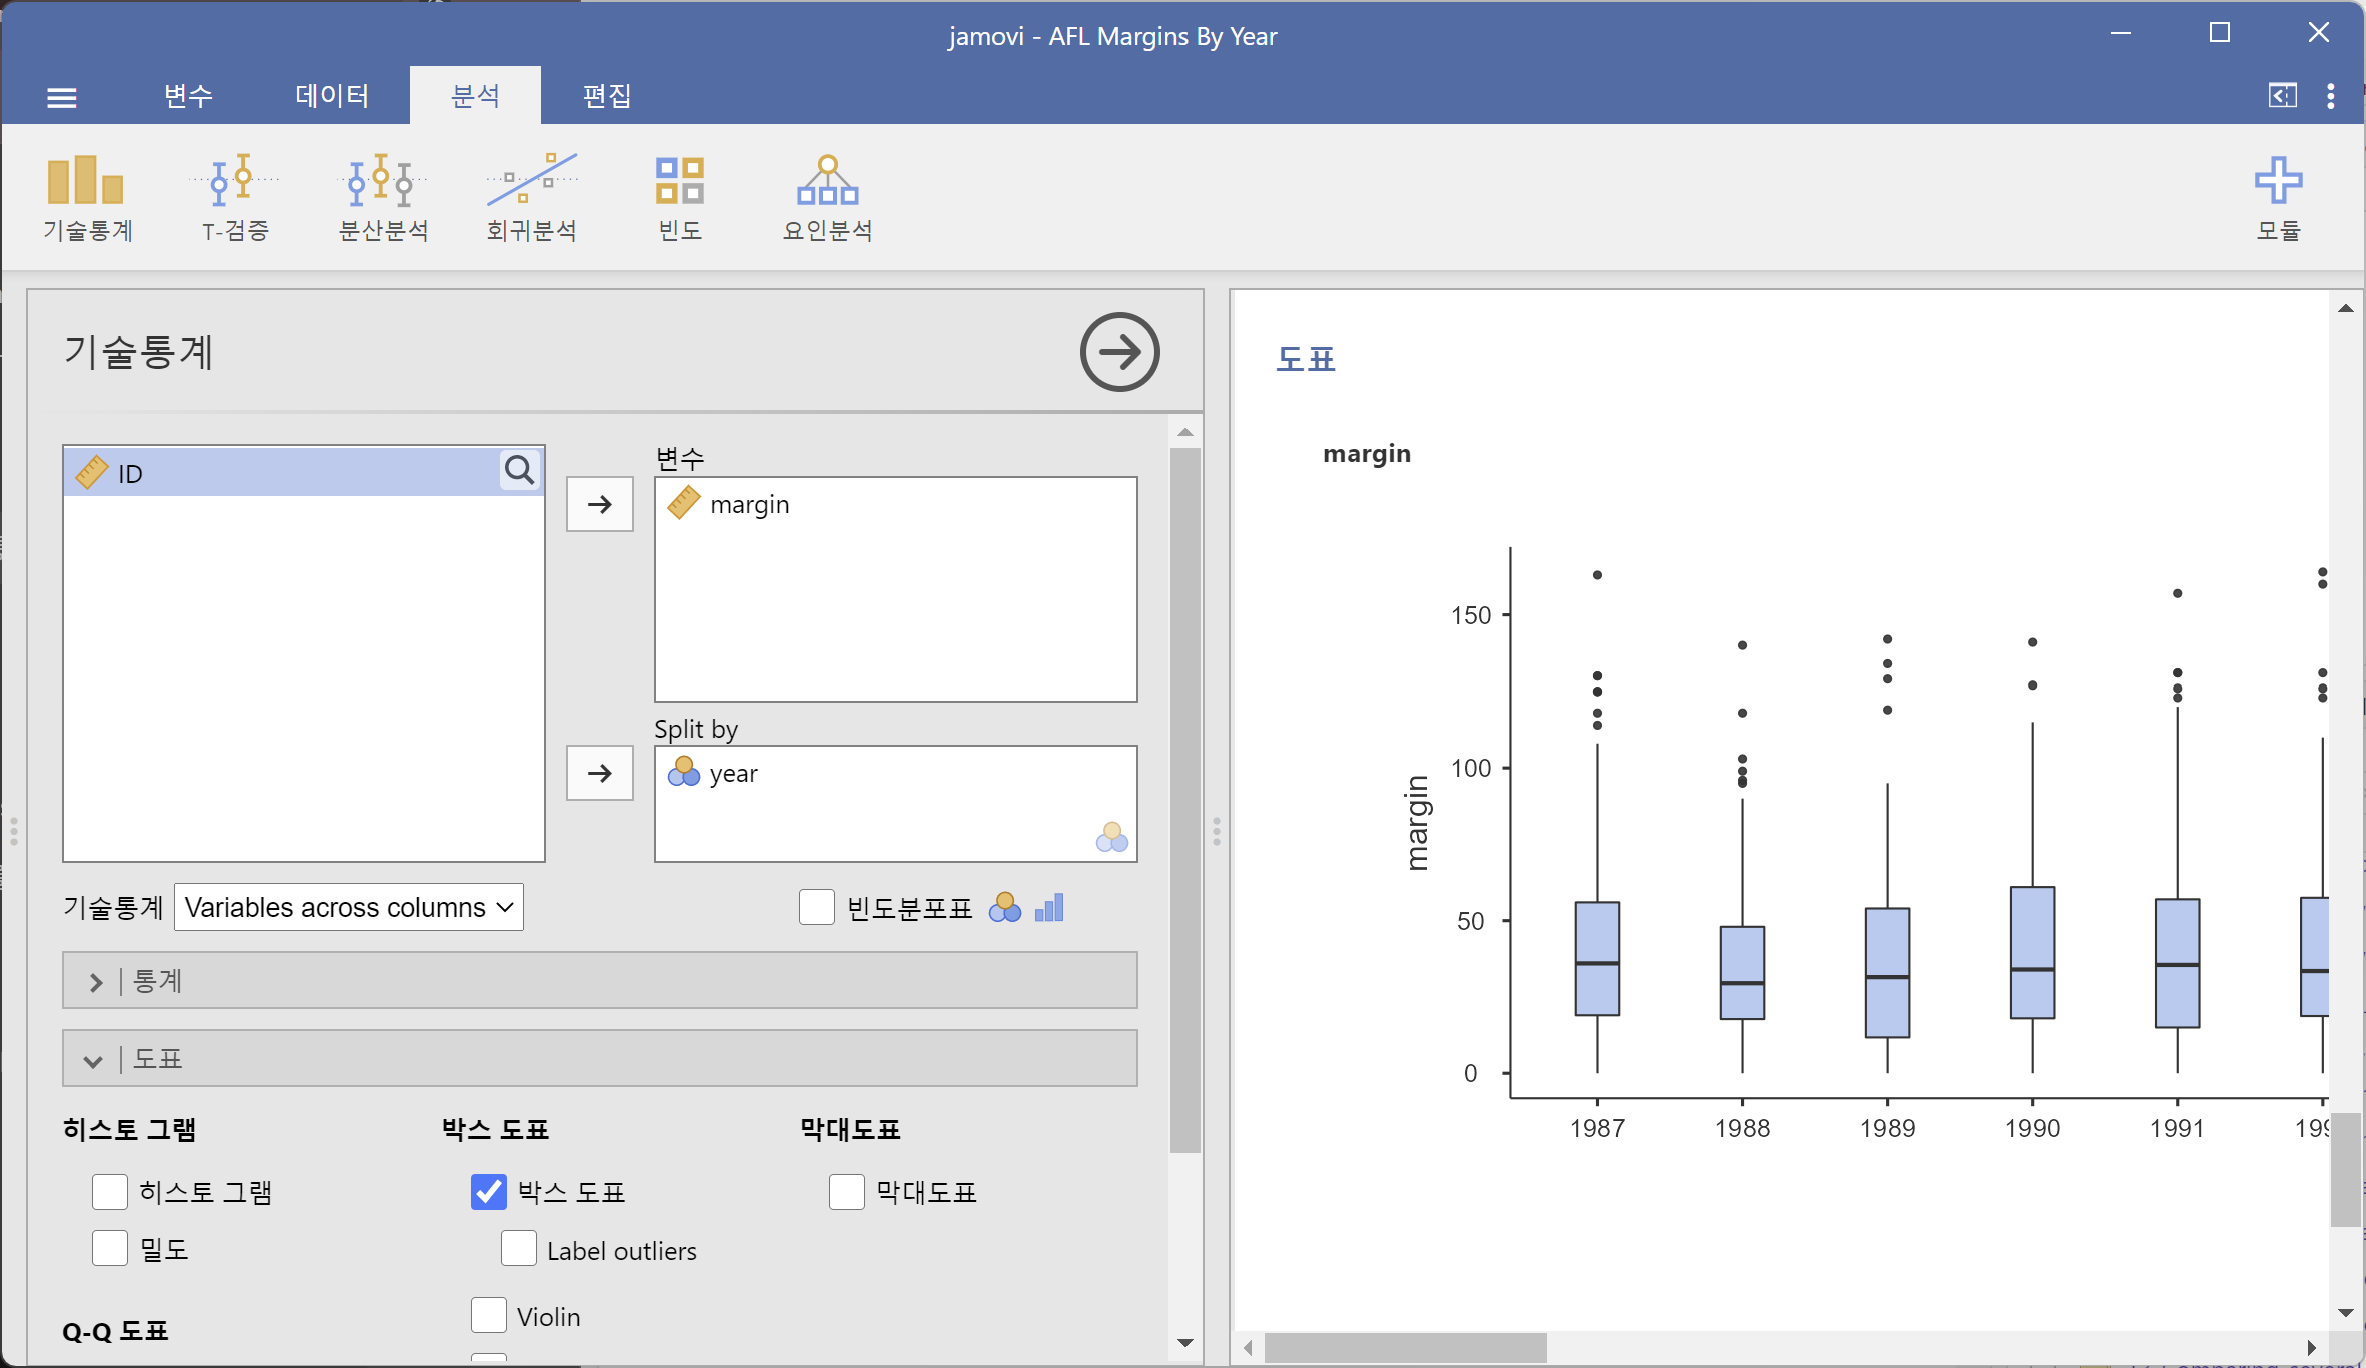 jamovi - AFL Margins By Year
변수
데이터
분석
편집
기술통계
T-검증
분산분석
회귀분석
빈도
요인분석
모듈
기술통계
ID
변수
margin
Split by
year
기술통계
Variables across columns
빈도분포표
통계
도표
히스토 그램
박스 도표
막대도표
히스토 그램
박스 도표
막대도표
밀도
Label outliers
Violin
Q-Q 도표
도표
margin
margin
150
100
50
0
1987
1988
1989
1990
1991